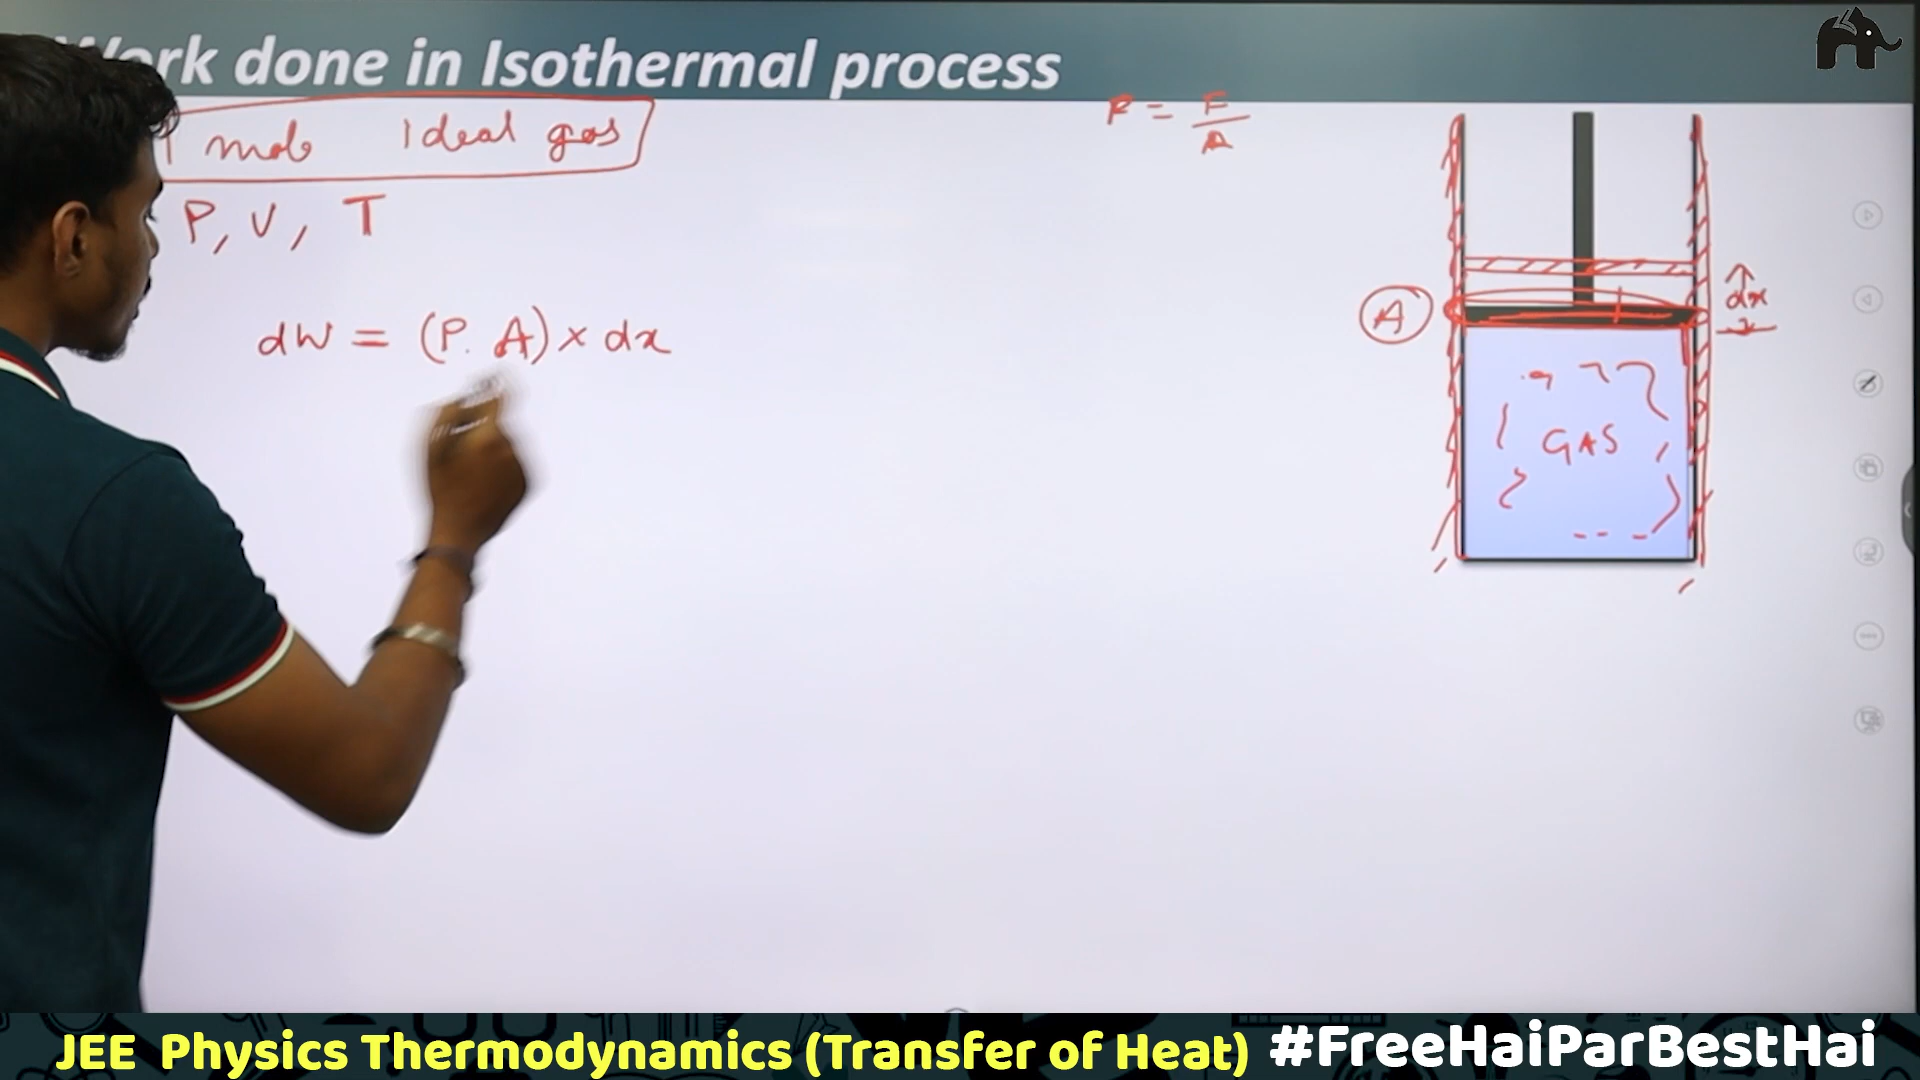 Work done in Isothermal process
1 mole Ideal gas
P, V, T
P = F
A
dW = (P. A) × dx
A
dx
GAS
JEE Physics Thermodynamics (Transfer of Heat) #FreeHaiParBestHai